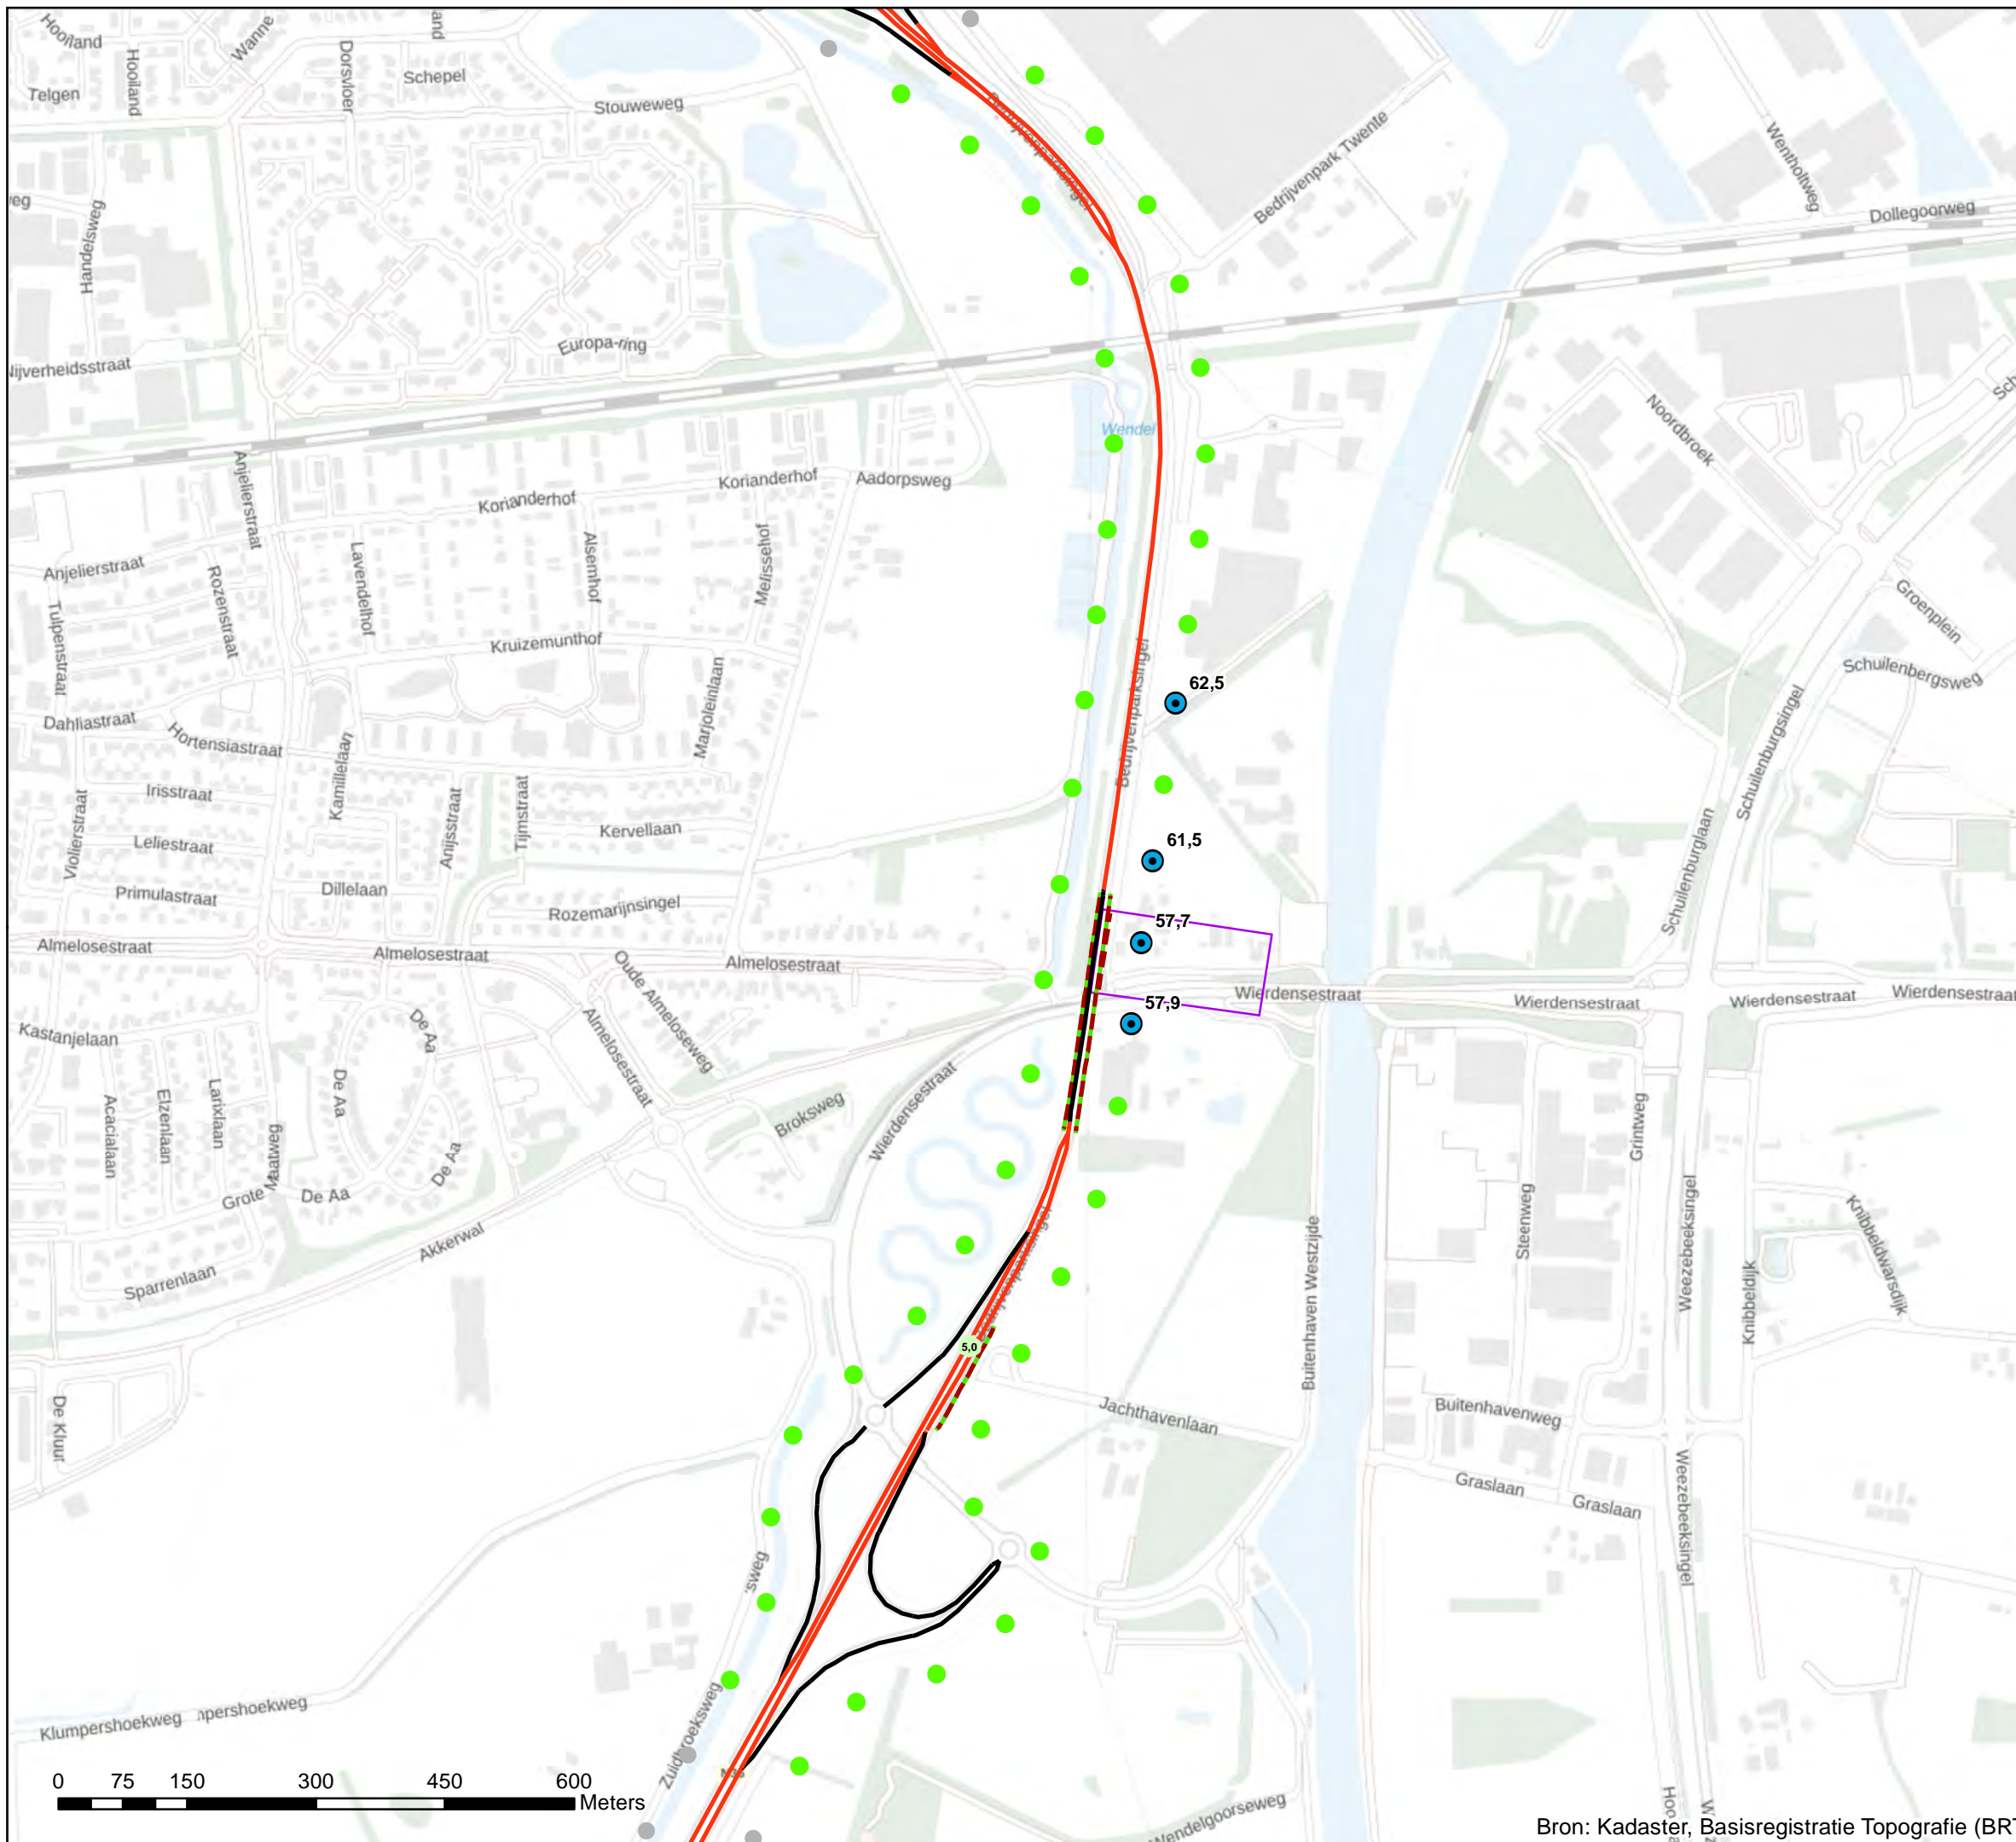 Hooiland
Hooiland
Wanne
Dorsvloer
Schepel
Telgen
Stouweweg
Handelsweg
Bedrijvenparksingel
Bedrijvenpark Twente
Wentholtweg
Dollegoorweg
Europa-ring
Nijverheidsstraat
Wendel
Noordbroek
Anjelierstraat
Korianderhof
Korianderhof
Aadorpsweg
Anjelierstraat
Rozenstraat
Lavendelhof
Alsemhof
Melissehof
Tulpenstraat
Kruizemunthof
Groenplein
Schuilenbergsweg
Marjoleinlaan
Bedrijvenparksingel
62,5
Dahliastraat
Hortensiastraat
Kamillelaan
Schuilenburgsingel
Irisstraat
Violierstraat
Anijsstraat
Tijmstraat
Kervellaan
Leliestraat
61,5
Schuilenburglaan
Primulastraat
Dillelaan
Rozemarijnsingel
57,7
Almelosestraat
Almelosestraat
Almelosestraat
Oude Almeloseweg
Wierdensestraat
Wierdensestraat
Wierdensestraat
Wierdensestraat
57,9
Kastanjelaan
De Aa
Almelosestraat
Wierdensestraat
Broksweg
Acacialaan
Elzenlaan
Larixlaan
De Aa
Grote Maatweg
De Aa
De Aa
Grintweg
Steenweg
Weezebeeksingel
Knibbeldwarsdijk
Knibbeldijk
Akkerwal
Sparrenlaan
Buitenhaven Westzijde
Bedrijvenparksingel
5,0
Jachthavenlaan
Buitenhavenweg
De Kluut
Graslaan
Graslaan
Weezebeeksingel
Klumpershoekweg
Zuidbroeksweg
N36
Wendelgoorseweg
0 75 150 300 450 600
Meters
Bron: Kadaster, Basisregistratie Topografie (BRT